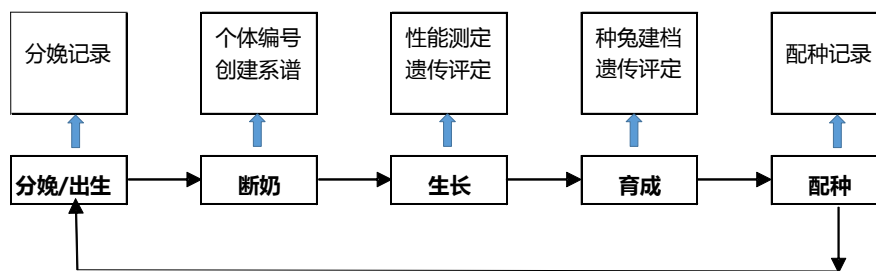 分娩记录
个体编号
创建系谱
性能测定
遗传评定
种兔建档
遗传评定
配种记录
分娩/出生
断奶
生长
育成
配种